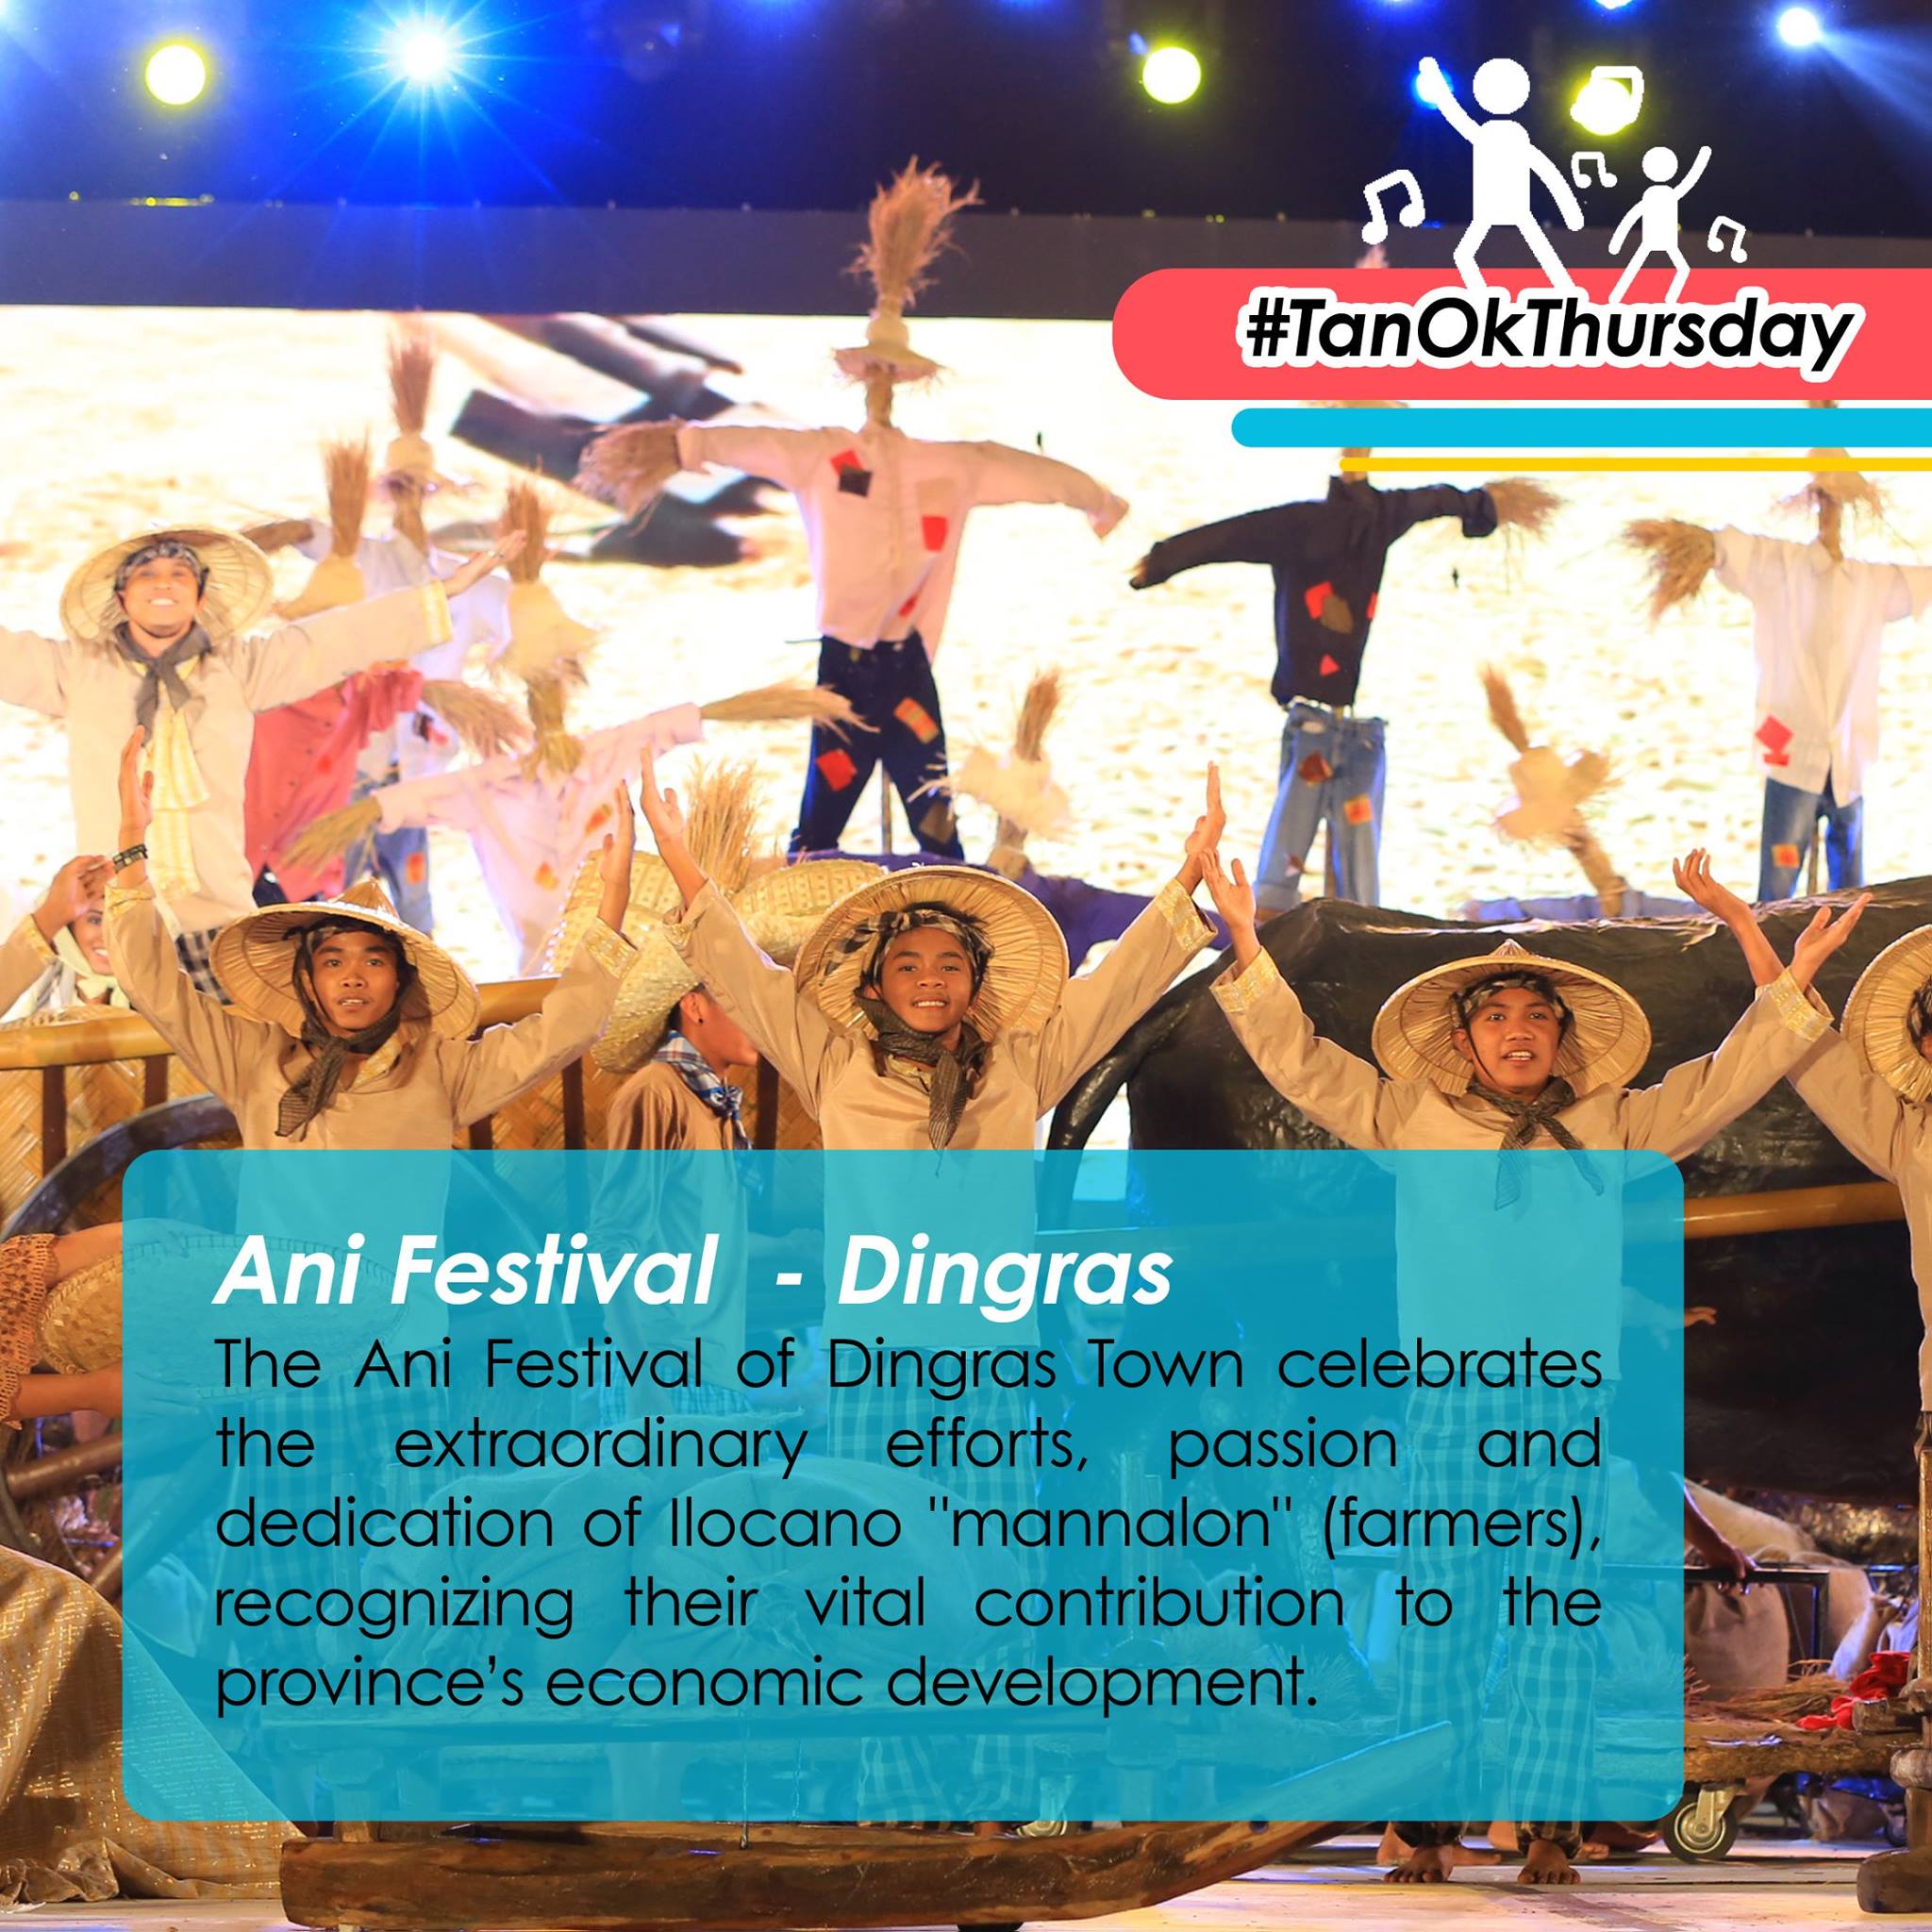 #TanOkThursday
Ani Festival - Dingras
The Ani Festival of Dingras Town celebrates
the extraordinary efforts, passion and
dedication of Ilocano "mannalon" (farmers),
recognizing their vital contribution to the
province's economic development.